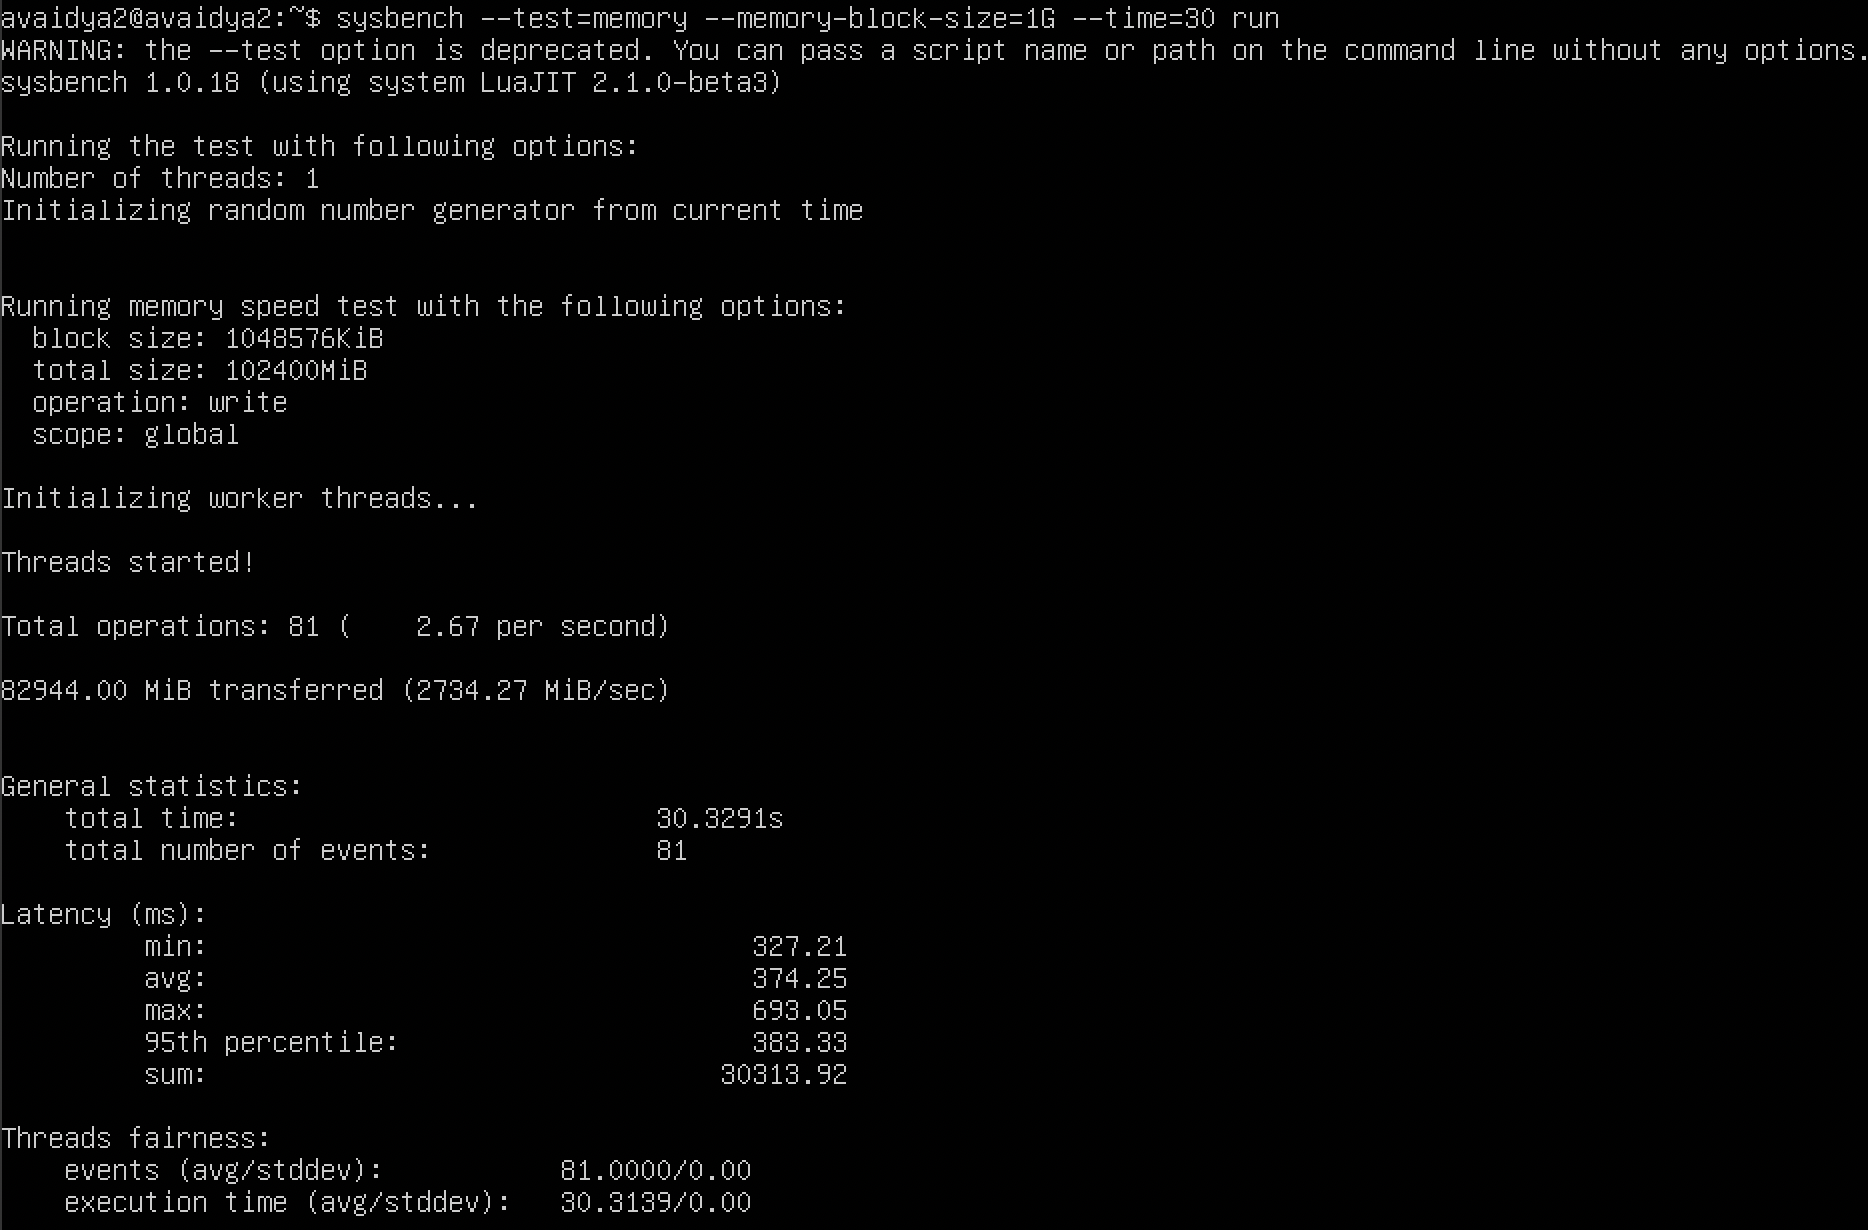 avaidya2@avaidya2:~$ sysbench --test=memory --memory-block-size=1G --time=30 run
WARNING: the --test option is deprecated. You can pass a script name or path on the command line without any options.
sysbench 1.0.18 (using system LuaJIT 2.1.0-beta3)
Running the test with following options:
Number of threads: 1
Initializing random number generator from current time
Running memory speed test with the following options:
block size: 1048576KiB
total size: 102400MiB
operation: write
scope: global
Initializing worker threads...
Threads started!
Total operations: 81 (    2.67 per second)
82944.00 MiB transferred (2734.27 MiB/sec)
General statistics:
total time: 30.3291s
total number of events: 81
Latency (ms):
min: 327.21
avg: 374.25
max: 693.05
95th percentile: 383.33
sum: 30313.92
Threads fairness:
events (avg/stddev): 81.0000/0.00
execution time (avg/stddev): 30.3139/0.00